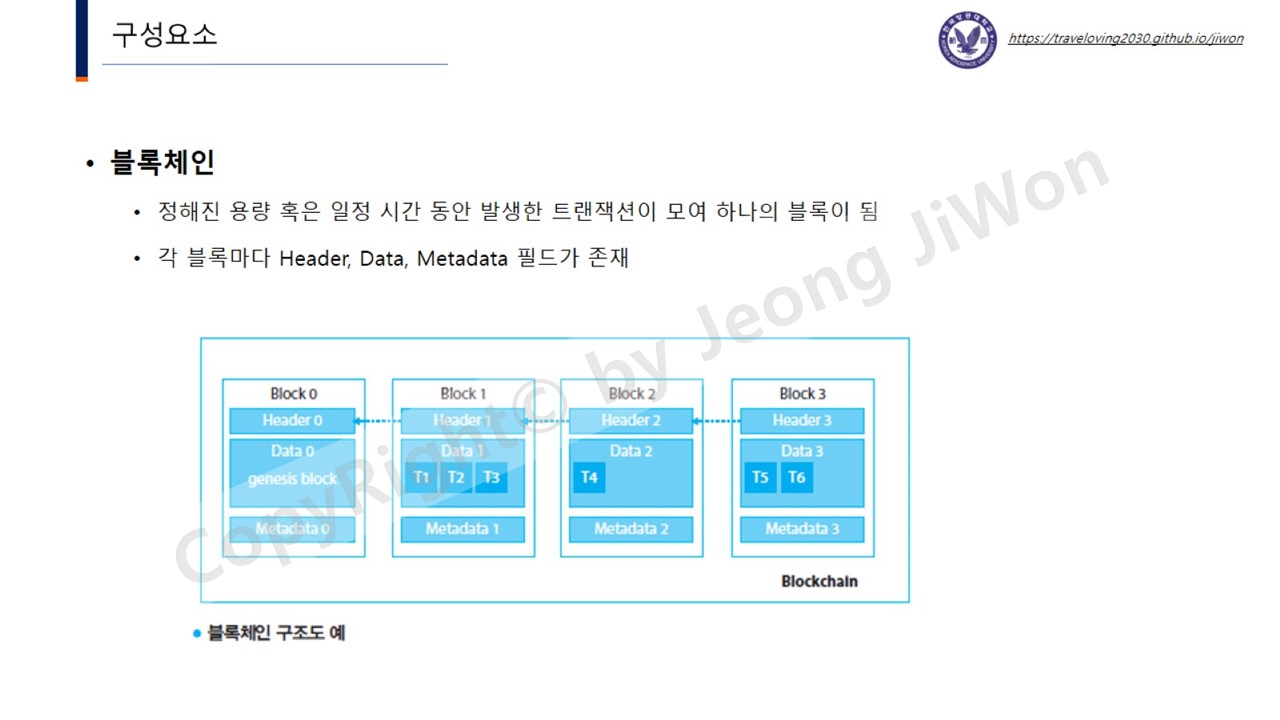 구성요소
https://traveloving2030.github.io/jiwon
• 블록체인
• 정해진 용량 혹은 일정 시간 동안 발생한 트랜잭션이 모여 하나의 블록이 됨
• 각 블록마다 Header, Data, Metadata 필드가 존재
Block 0
Header 0
Data 0
genesis block
Metadata 0
Block 1
Header 1
Data 1
T1 T2 T3
Metadata 1
Block 2
Header 2
Data 2
T4
Metadata 2
Block 3
Header 3
Data 3
T5 T6
Metadata 3
Blockchain
• 블록체인 구조도 예
CopyRight© by Jeong JiWon